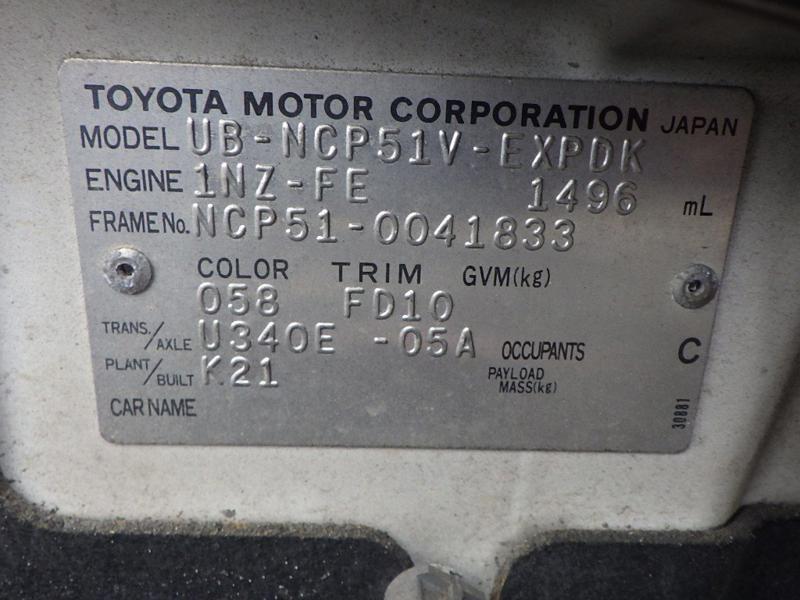 TOYOTA MOTOR CORPORATION JAPAN
MODEL UB-NCP51V-EXPDK
ENGINE 1NZ-FE 1496 mL
FRAME No. NCP51-0041833
COLOR TRIM GVM(kg)
058 FD10
TRANS./AXLE U340E -05A OCCUPANTS C
PLANT/BUILT K21 PAYLOAD MASS(kg)
CAR NAME
30881